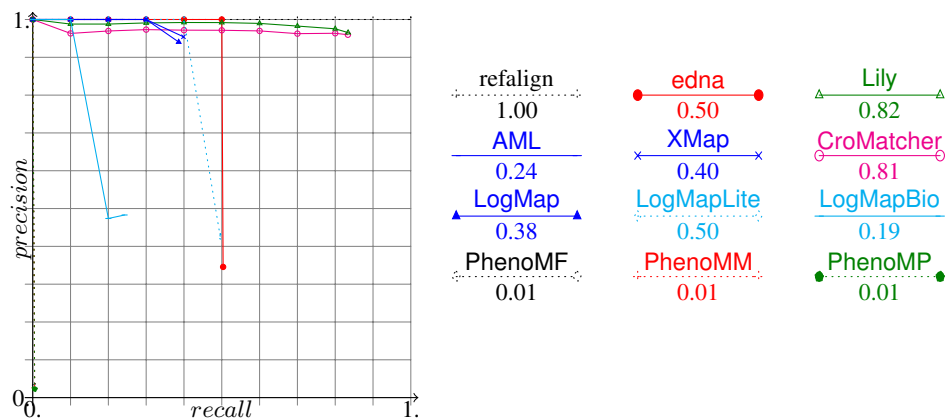 1.
precision
0.
0.
recall
1.
refalign
1.00
edna
0.50
Lily
0.82
AML
0.24
XMap
0.40
CroMatcher
0.81
LogMap
0.38
LogMapLite
0.50
LogMapBio
0.19
PhenoMF
0.01
PhenoMM
0.01
PhenoMP
0.01